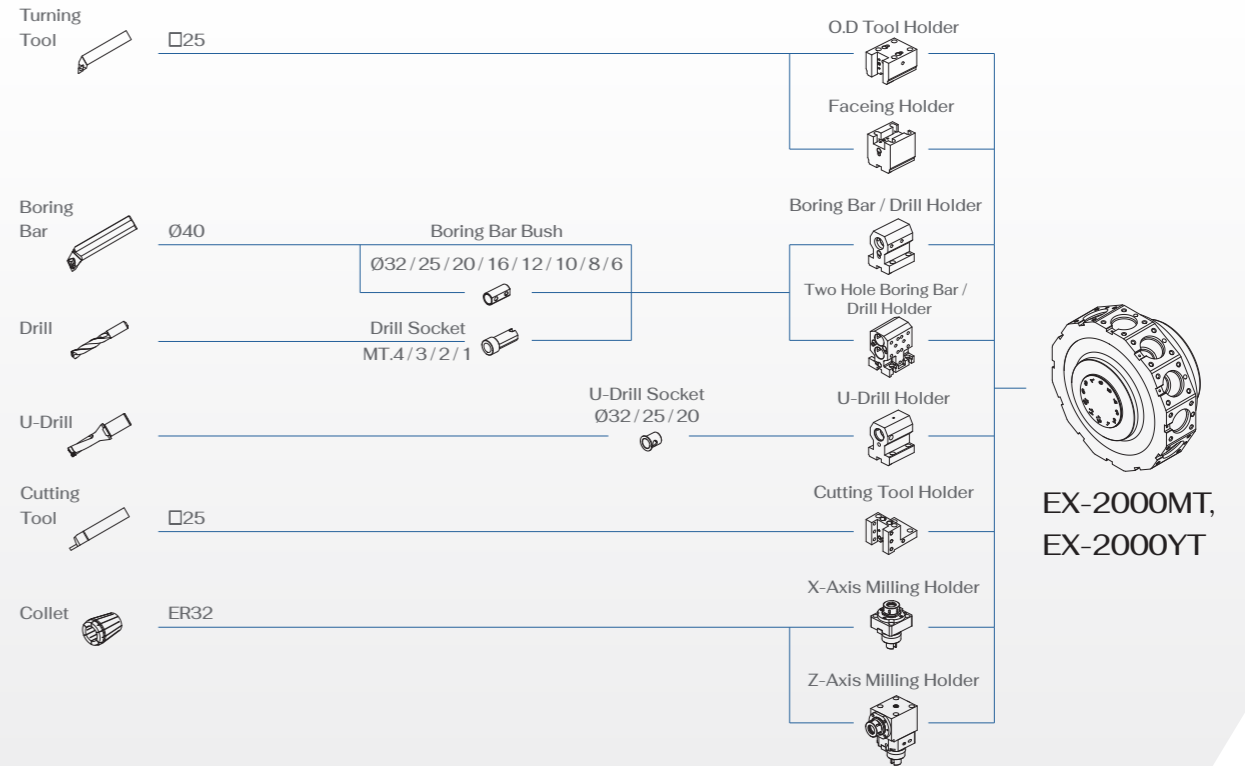 Turning
Tool
□25
O.D Tool Holder
Faceing Holder
Boring
Bar
Ø40
Boring Bar Bush
Ø32/25/20/16/12/10/8/6
Boring Bar / Drill Holder
Two Hole Boring Bar /
Drill Holder
Drill
Drill Socket
MT.4/3/2/1
U-Drill
U-Drill Socket
Ø32/25/20
U-Drill Holder
Cutting
Tool
□25
Cutting Tool Holder
Collet
ER32
X-Axis Milling Holder
Z-Axis Milling Holder
EX-2000MT,
EX-2000YT